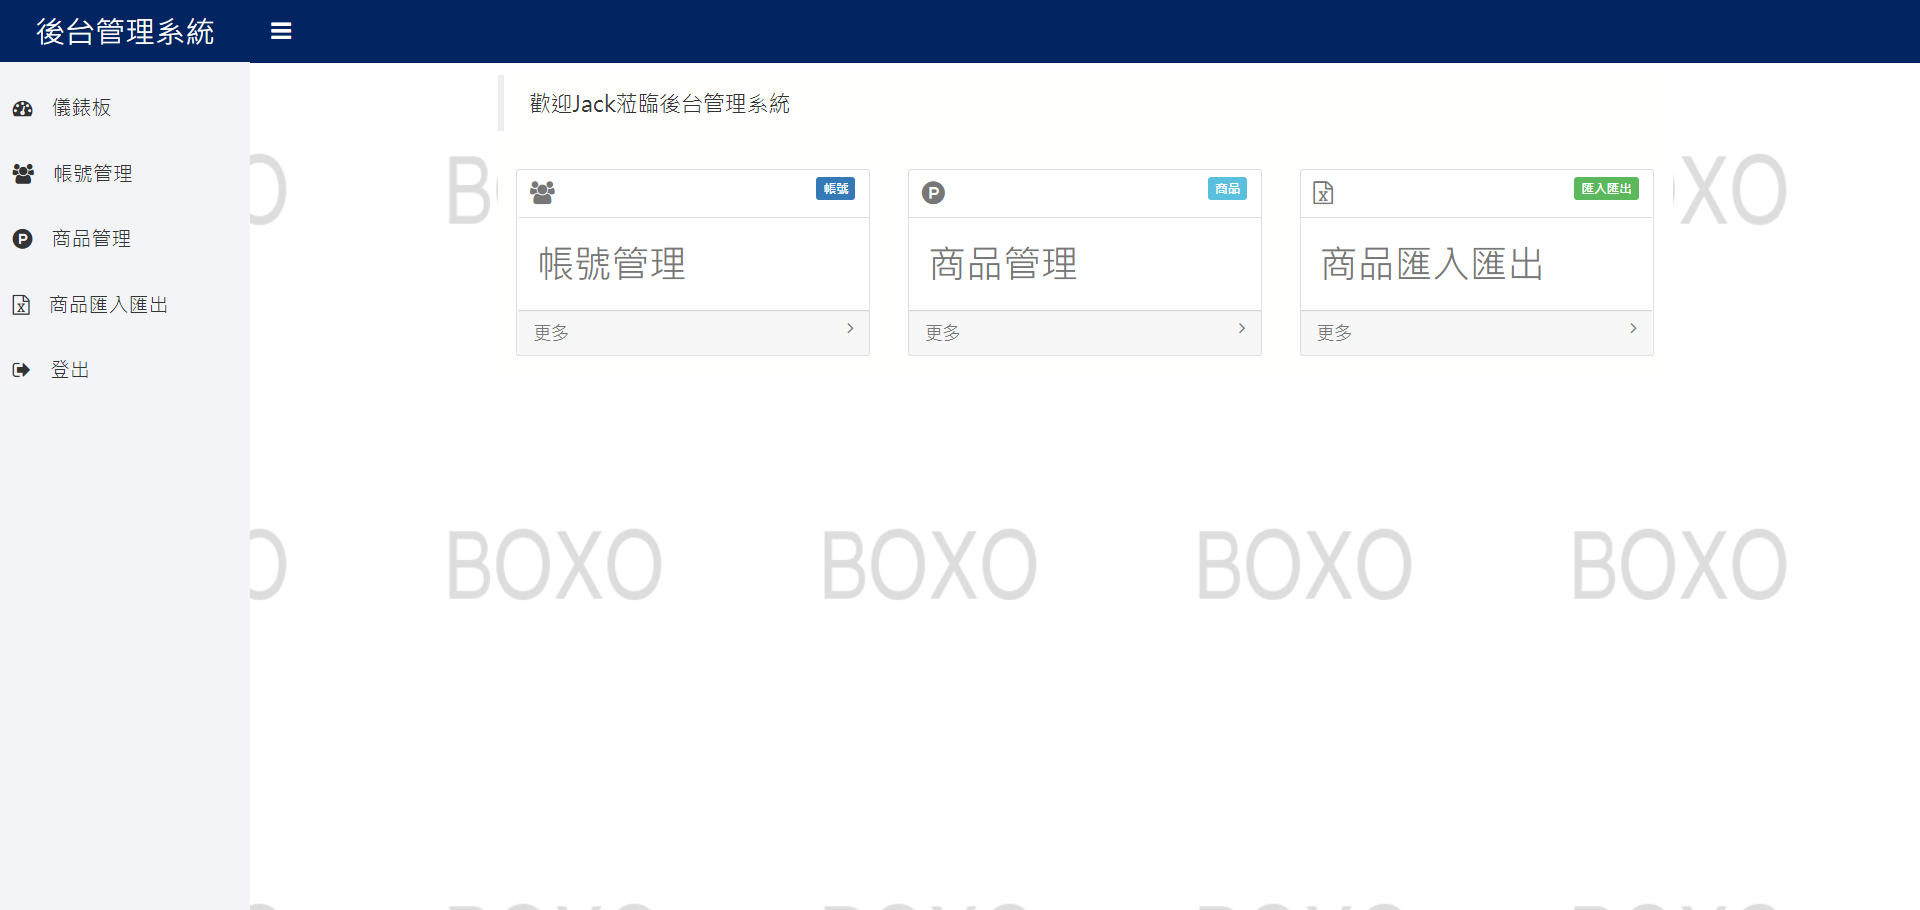 後台管理系統
儀錶板
帳號管理
商品管理
商品匯入匯出
登出
歡迎Jack蒞臨後台管理系統
帳號
帳號管理
更多
商品
商品管理
更多
匯入匯出
商品匯入匯出
更多
BOXO BOXO BOXO BOXO